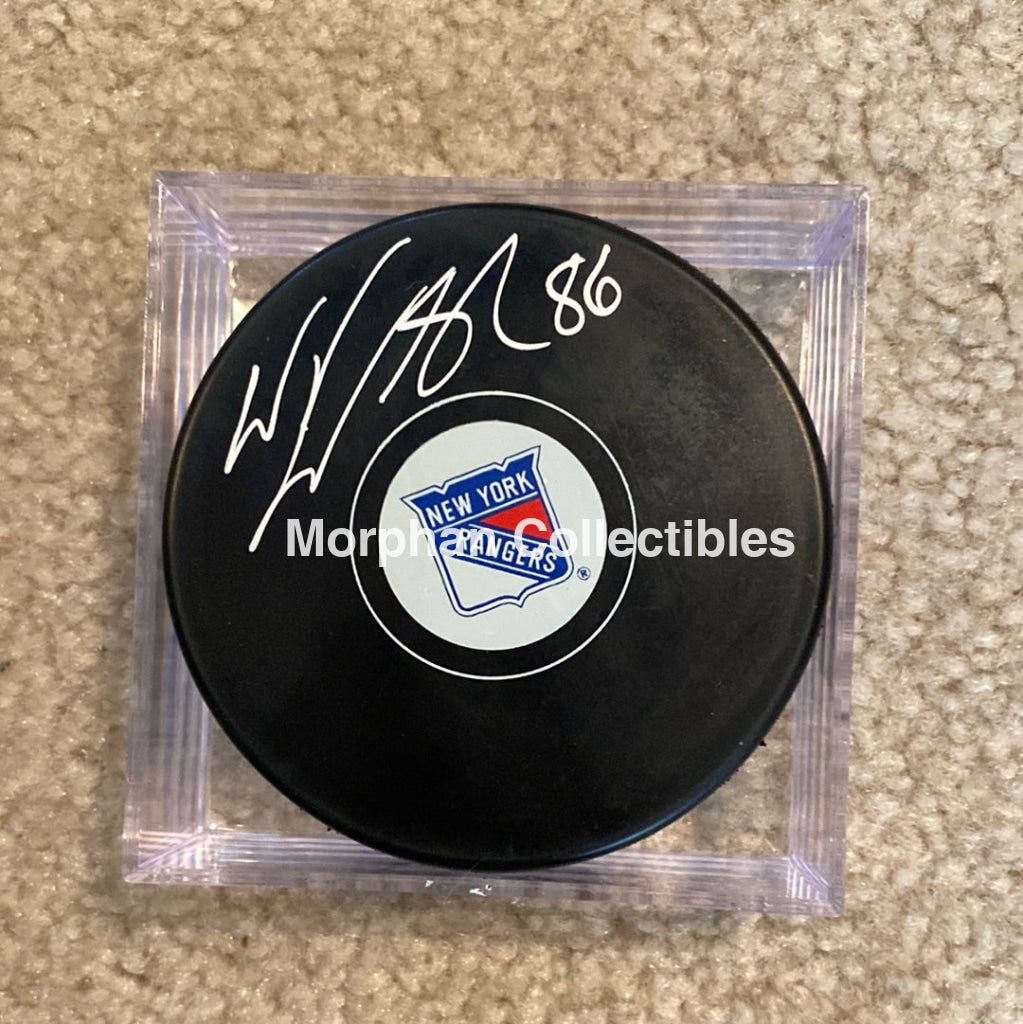 86
NEW YORK
RANGERS
®
Morphan Collectibles